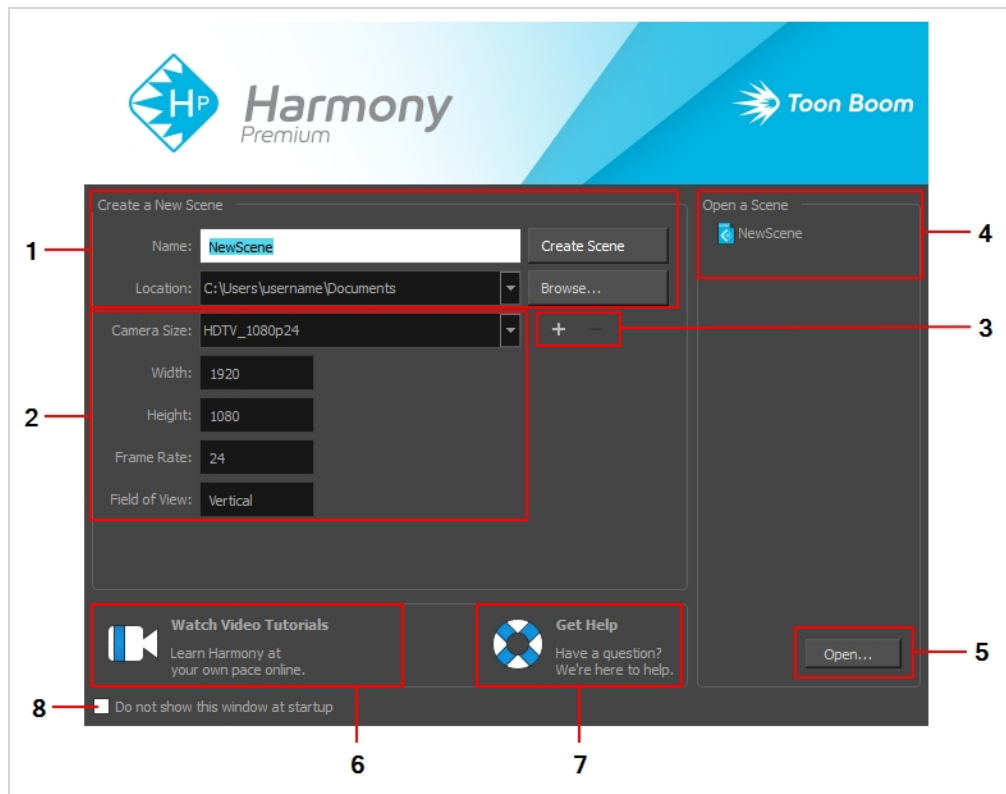 HP Harmony
Premium
Toon Boom
Create a New Scene
Name: NewScene Create Scene
Location: C:\Users\username\Documents Browse...
Camera Size: HDTV_1080p24 + −
Width: 1920
Height: 1080
Frame Rate: 24
Field of View: Vertical
Open a Scene
NewScene
Watch Video Tutorials
Learn Harmony at
your own pace online.
Get Help
Have a question?
We're here to help.
Open...
Do not show this window at startup
1
2
3
4
5
6
7
8